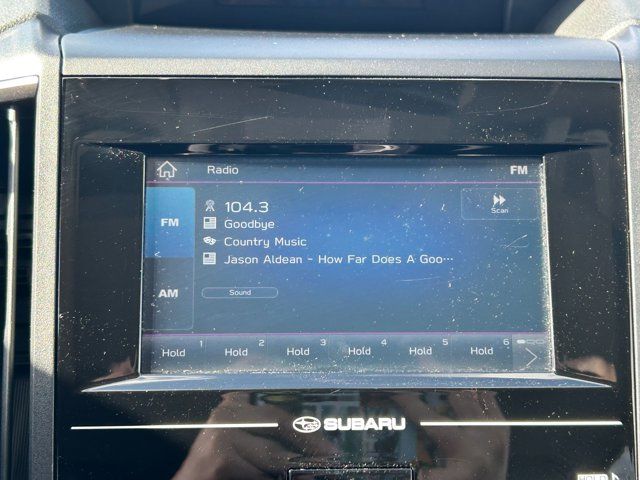 Radio FM
104.3
FM
Goodbye
Scan
Country Music
Jason Aldean - How Far Does A Goo...
AM
Sound
1 2 3 4 5 6
Hold Hold Hold Hold Hold Hold
SUBARU
HOLD